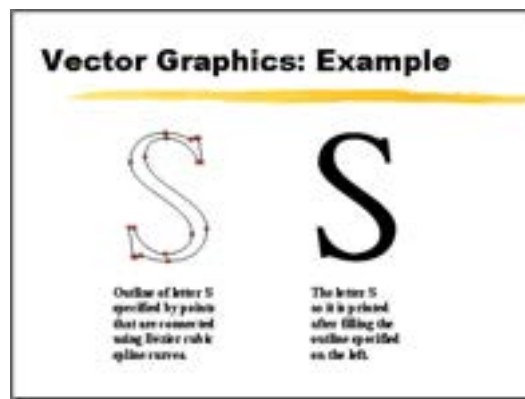 Vector Graphics: Example
S
S
Outline of letter S
specified by points
that are connected
using Bezier cubic
spline curves.
The letter S
as it is printed
after filling the
outline specified
on the left.